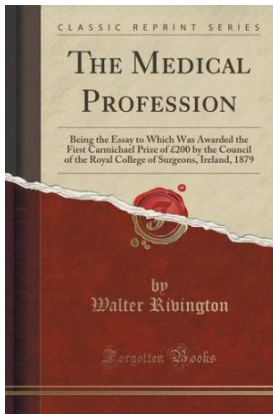 CLASSIC REPRINT SERIES
THE MEDICAL
PROFESSION
Being the Essay to Which Was Awarded the
First Carmichael Prize of £200 by the Council
of the Royal College of Surgeons, Ireland, 1879
by
Walter Rivington
Forgotten Books